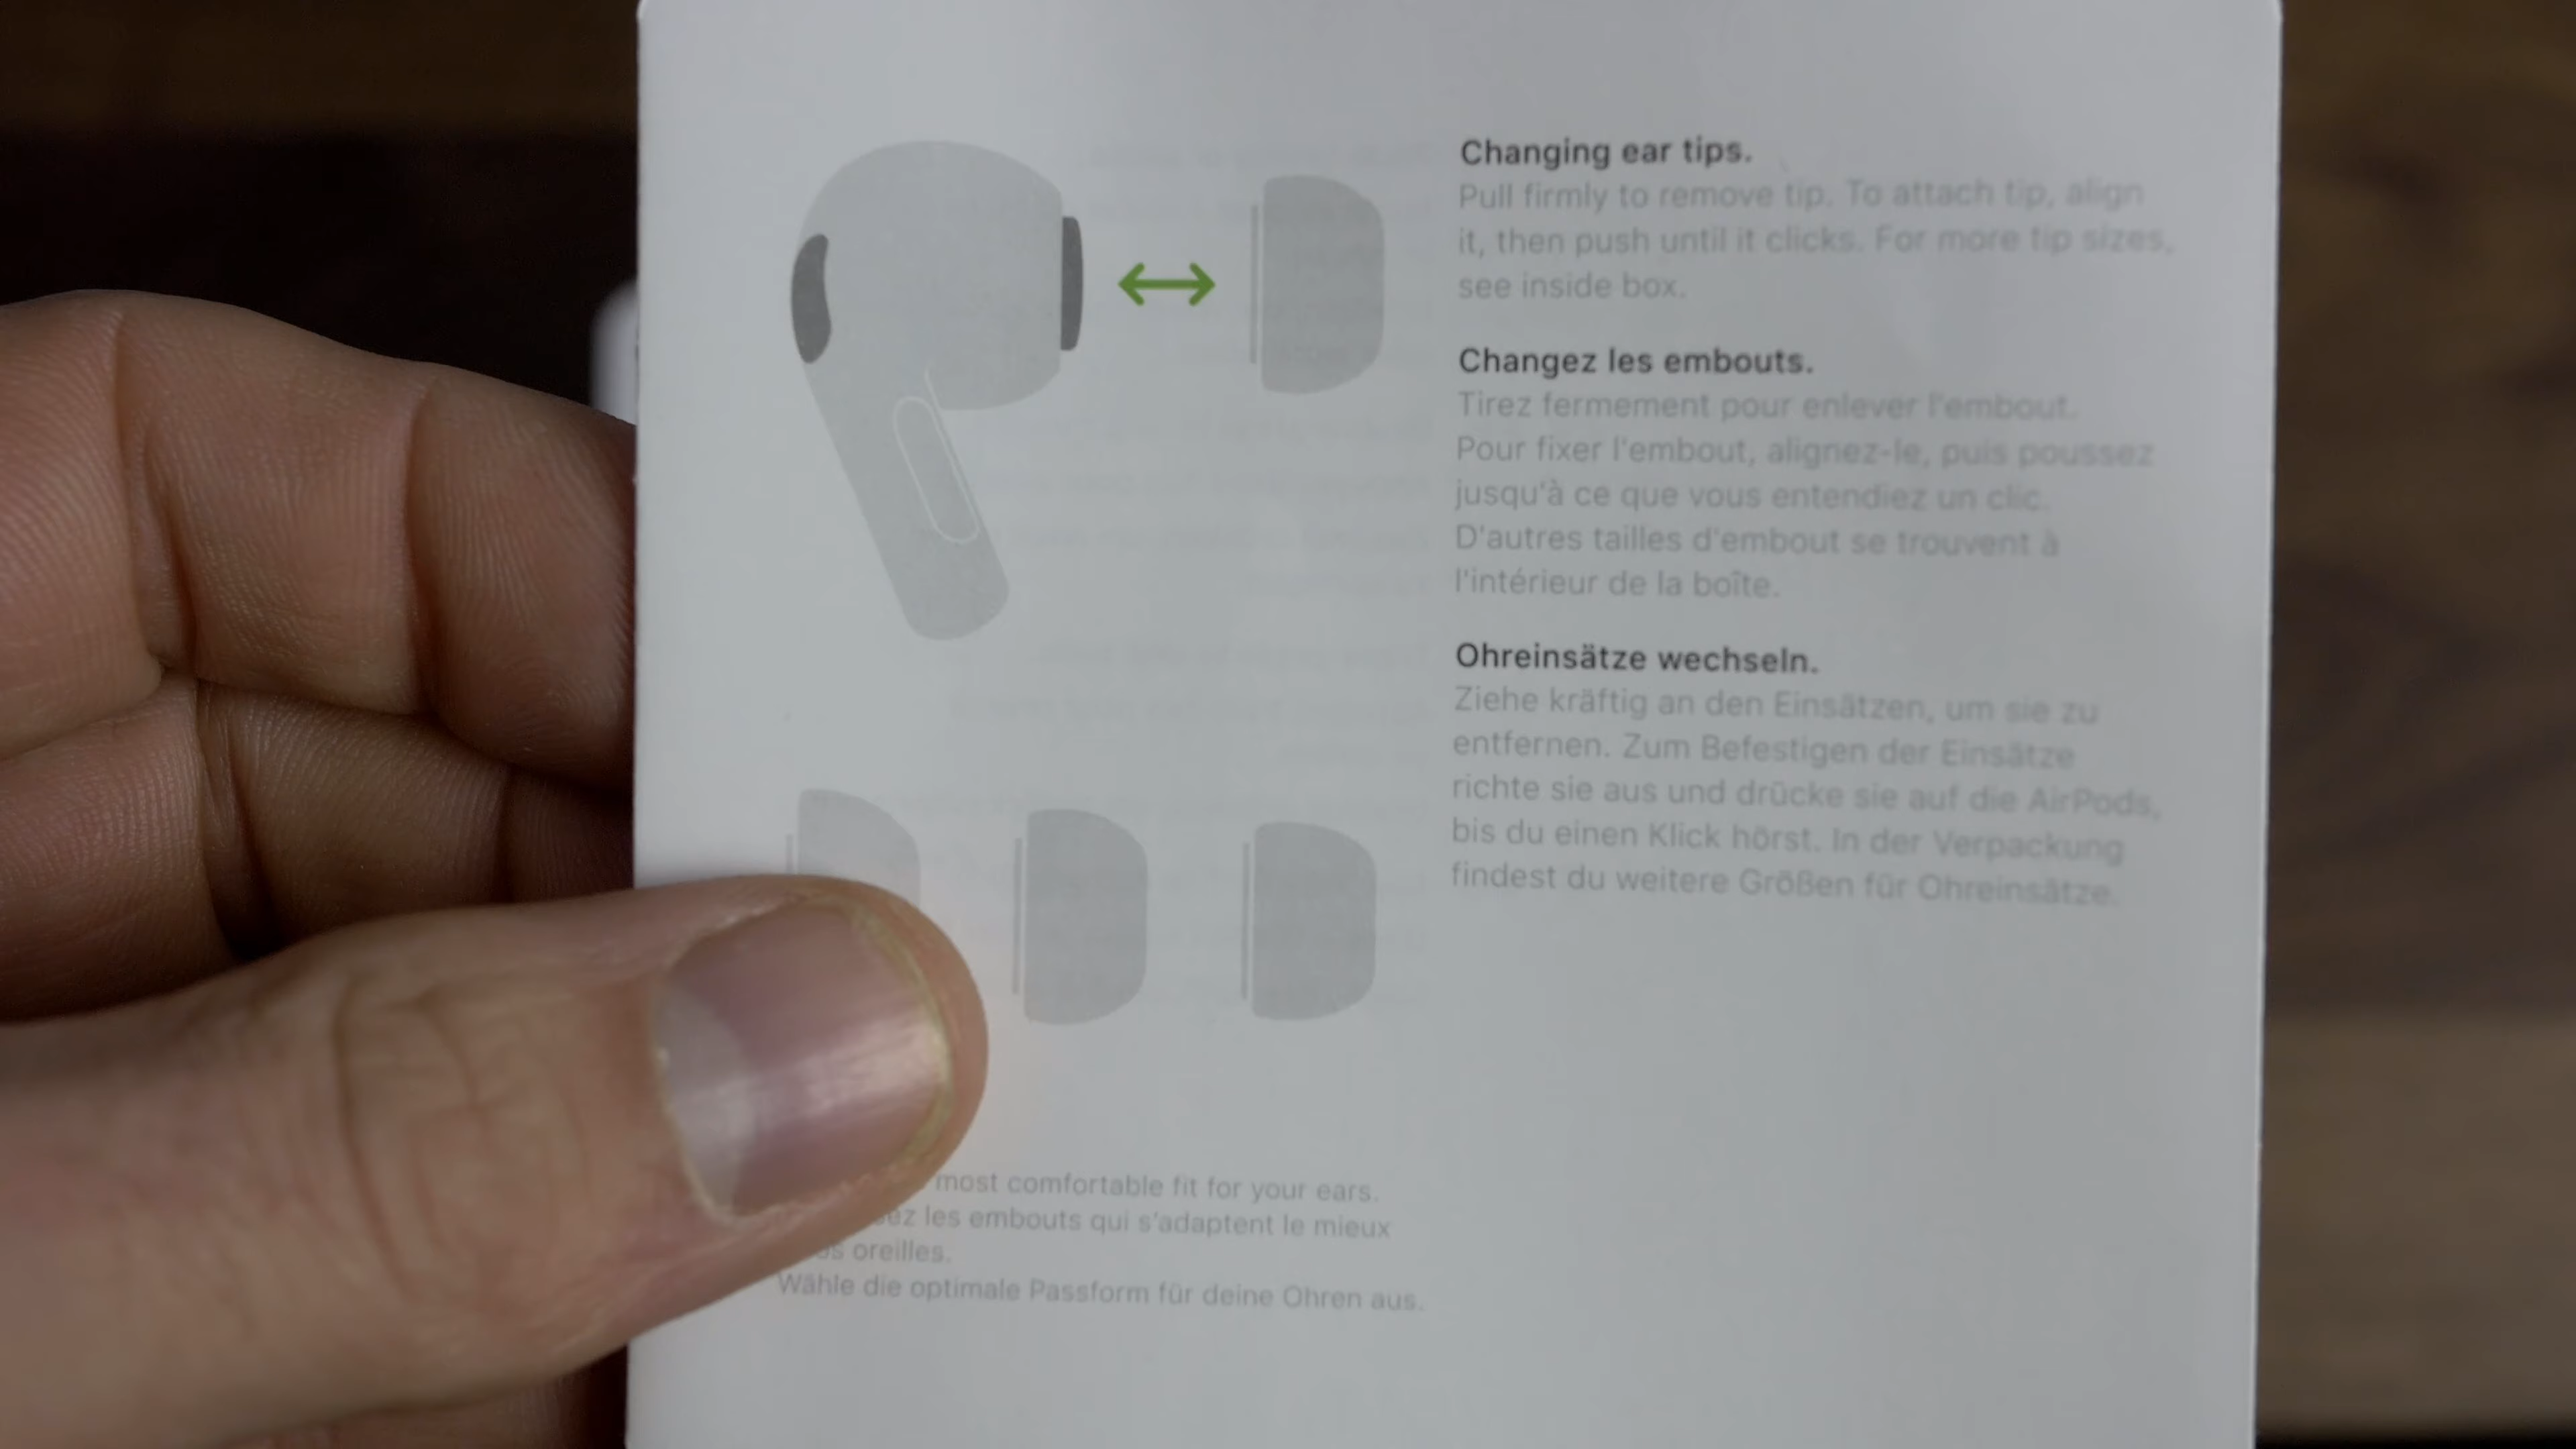 Changing ear tips.
Pull firmly to remove tip. To attach tip, align
it, then push until it clicks. For more tip sizes,
see inside box.
Changez les embouts.
Tirez fermement pour enlever l'embout.
Pour fixer l'embout, alignez-le, puis poussez
jusqu'à ce que vous entendiez un clic.
D'autres tailles d'embout se trouvent à
l'intérieur de la boîte.
Ohreinsätze wechseln.
Ziehe kräftig an den Einsätzen, um sie zu
entfernen. Zum Befestigen der Einsätze
richte sie aus und drücke sie auf die AirPods,
bis du einen Klick hörst. In der Verpackung
findest du weitere Größen für Ohreinsätze.
most comfortable fit for your ears.
les embouts qui s'adaptent le mieux
oreilles.
Wähle die optimale Passform für deine Ohren aus.